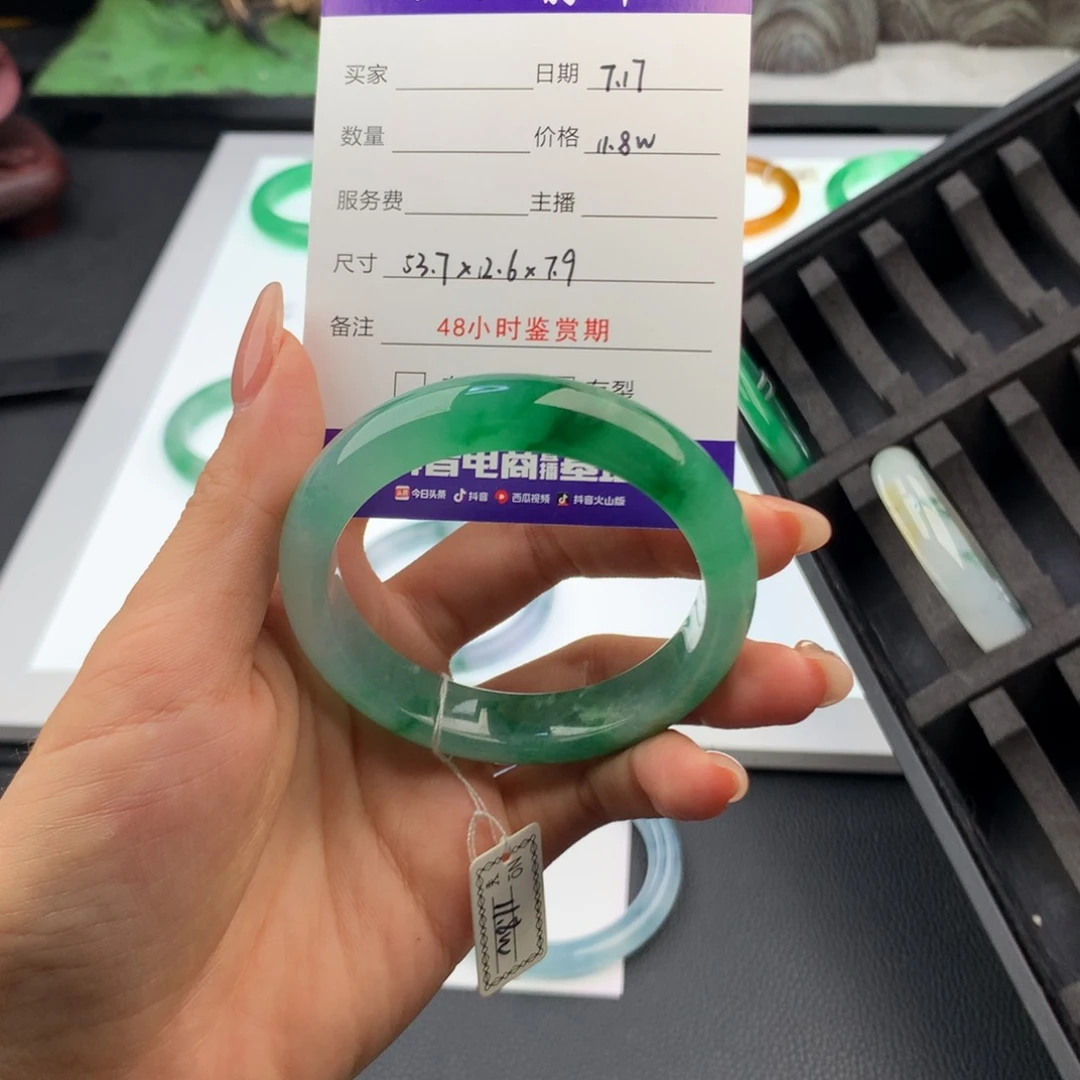 买家 日期 7.17
数量 价格 11.8W
服务费 主播
尺寸 53.7×12.6×7.9
备注 48小时鉴赏期
有裂
音电商直播基地
今日头条 抖音 西瓜视频 抖音火山版
NO.
¥ 11.8w